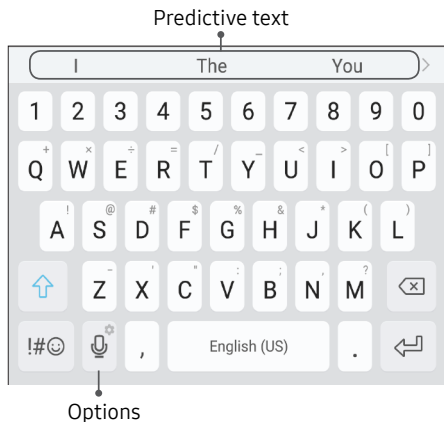 Predictive text
I The You
1 2 3 4 5 6 7 8 9 0
+ × ÷ = / _ < > [ ]
Q W E R T Y U I O P
! @ # $ % & * ( )
A S D F G H J K L
- ' " : ; , ?
Z X C V B N M
!#☺ , English (US) .
Options